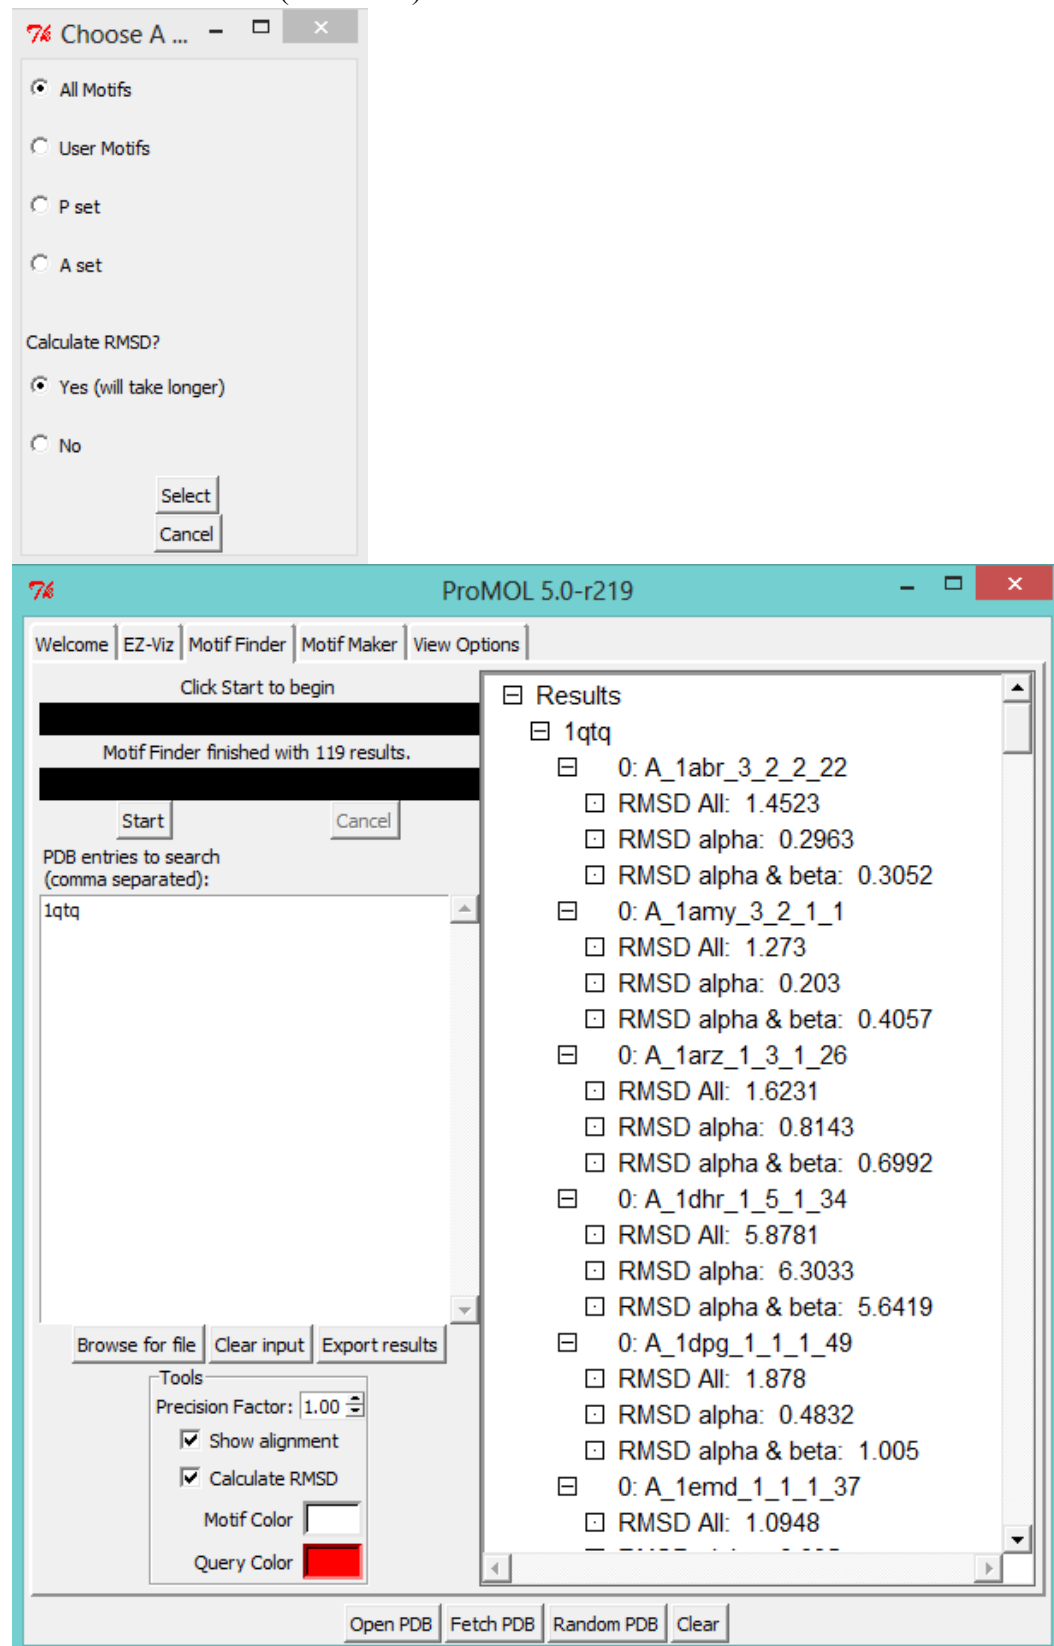 Choose A ...
All Motifs
User Motifs
P set
A set
Calculate RMSD?
Yes (will take longer)
No
Select
Cancel
ProMOL 5.0-r219
Welcome EZ-Viz Motif Finder Motif Maker View Options
Click Start to begin
Motif Finder finished with 119 results.
Start Cancel
PDB entries to search
(comma separated):
1qtq
Browse for file Clear input Export results
Tools
Precision Factor: 1.00
Show alignment
Calculate RMSD
Motif Color
Query Color
Results
1qtq
0: A_1abr_3_2_2_22
RMSD All: 1.4523
RMSD alpha: 0.2963
RMSD alpha & beta: 0.3052
0: A_1amy_3_2_1_1
RMSD All: 1.273
RMSD alpha: 0.203
RMSD alpha & beta: 0.4057
0: A_1arz_1_3_1_26
RMSD All: 1.6231
RMSD alpha: 0.8143
RMSD alpha & beta: 0.6992
0: A_1dhr_1_5_1_34
RMSD All: 5.8781
RMSD alpha: 6.3033
RMSD alpha & beta: 5.6419
0: A_1dpg_1_1_1_49
RMSD All: 1.878
RMSD alpha: 0.4832
RMSD alpha & beta: 1.005
0: A_1emd_1_1_1_37
RMSD All: 1.0948
Open PDB Fetch PDB Random PDB Clear